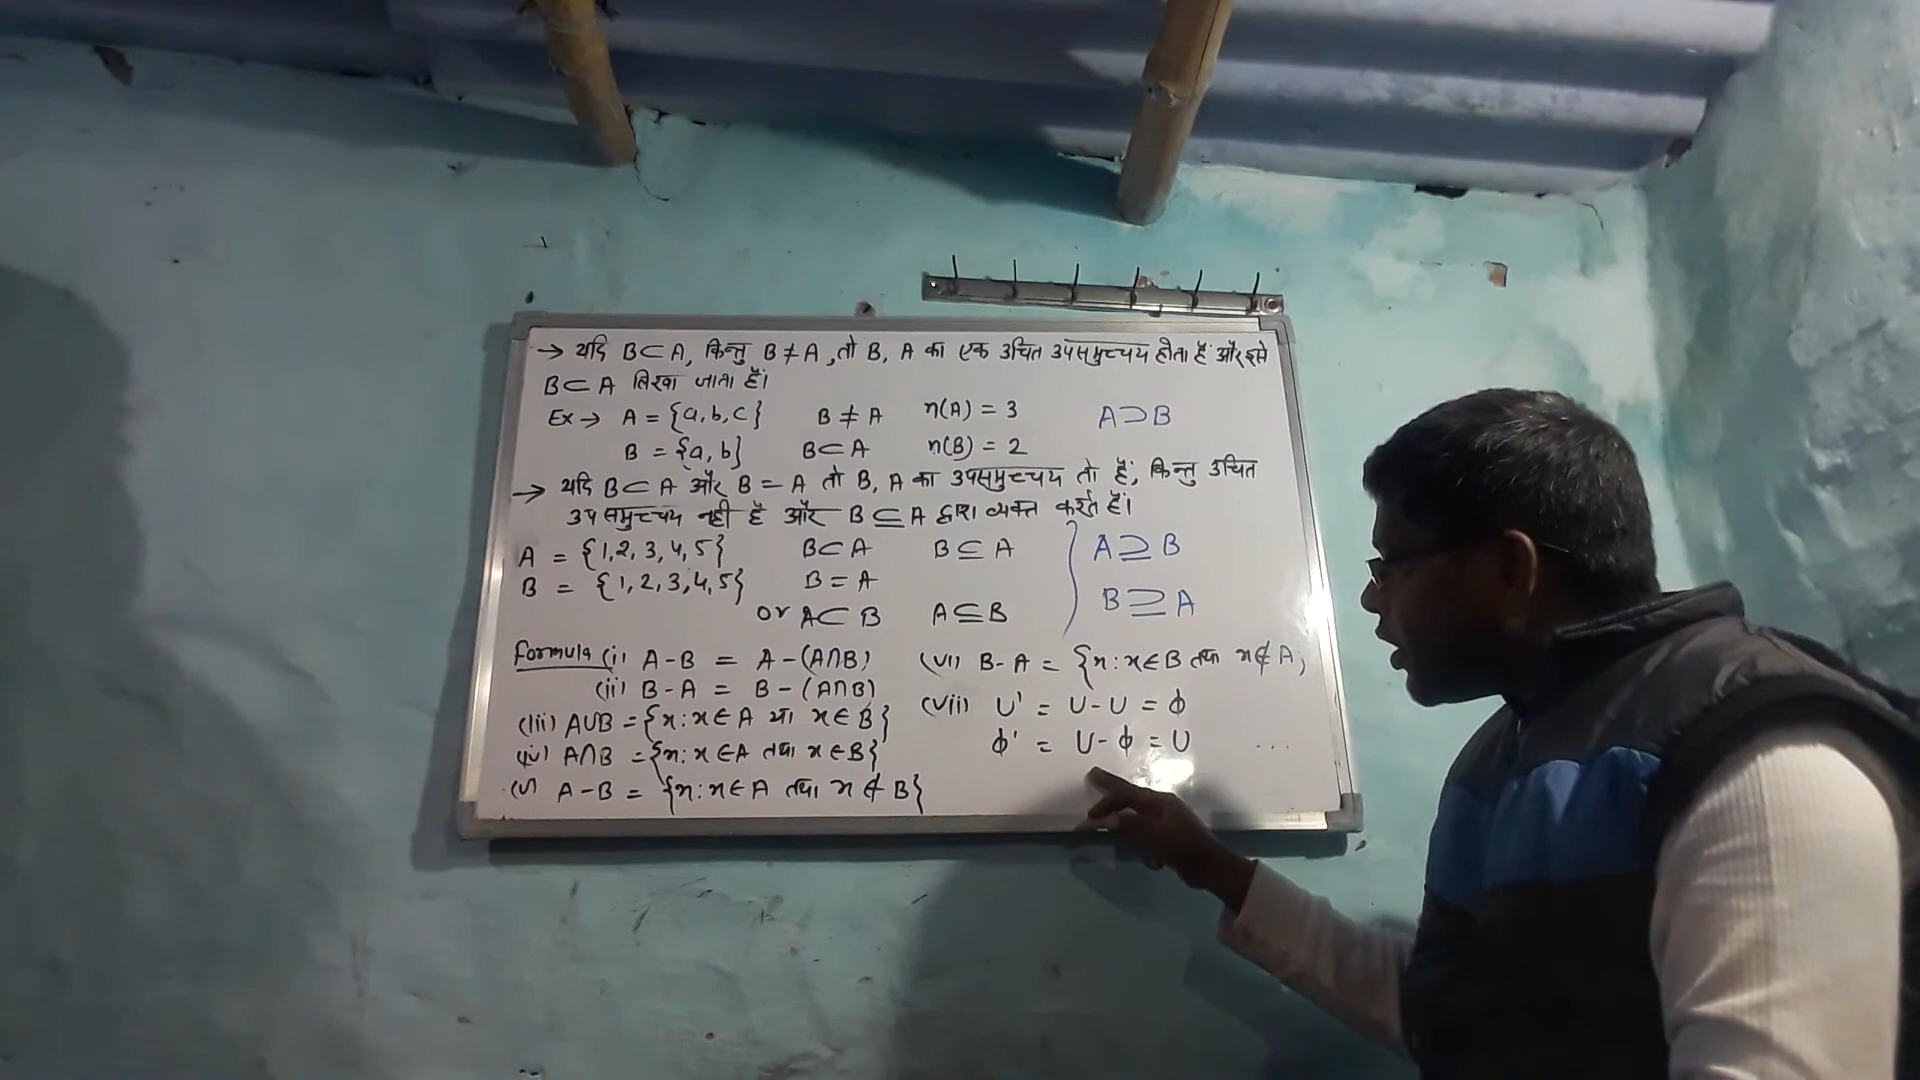 → यदि B⊂A, किन्तु B≠A, तो B, A का एक उचित उपसमुच्चय होता हैं और इसे
B⊂A लिखा जाता हैं।
Ex → A = {a, b, c} B ≠ A n(A) = 3 A⊃B
B = {a, b} B⊂A n(B) = 2
→ यदि B⊂A और B = A तो B, A का उपसमुच्चय तो हैं, किन्तु उचित
उपसमुच्चय नही हैं और B⊆A द्वारा व्यक्त करते हैं।
A = {1, 2, 3, 4, 5} B⊂A B⊆A A⊇B
B = {1, 2, 3, 4, 5} B = A B⊇A
or A⊂B A⊆B
Formula (i) A-B = A-(A∩B)
(ii) B-A = B-(A∩B)
(iii) A∪B = {x : x∈A या x∈B}
(iv) A∩B = {x : x∈A तथा x∈B}
(v) A-B = {x : x∈A तथा x∉B}
(vi) B-A = {x : x∈B तथा x∉A}
(vii) U' = U-U = ϕ
ϕ' = U-ϕ = U ...